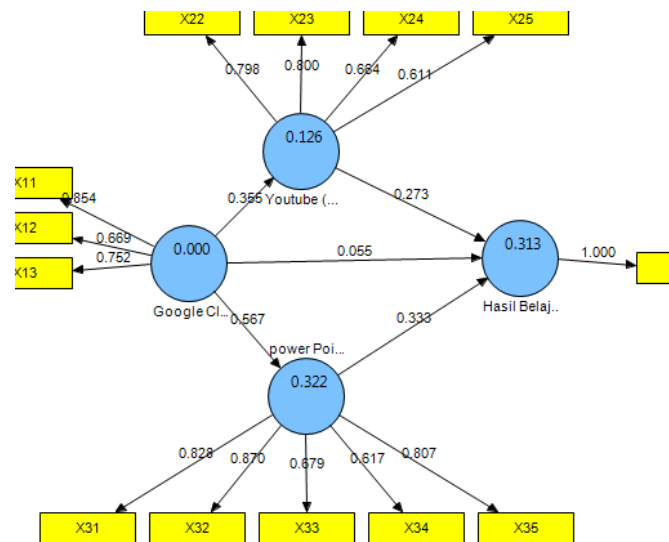 X22
X23
X24
X25
0.798
0.800
0.664
0.611
0.126
Youtube (...
X11
X12
X13
0.854
0.669
0.752
0.355
0.273
0.000
Google Cl...
0.055
0.313
Hasil Belaj..
1.000
0.567
0.333
power Poi...
0.322
0.828
0.870
0.679
0.617
0.807
X31
X32
X33
X34
X35